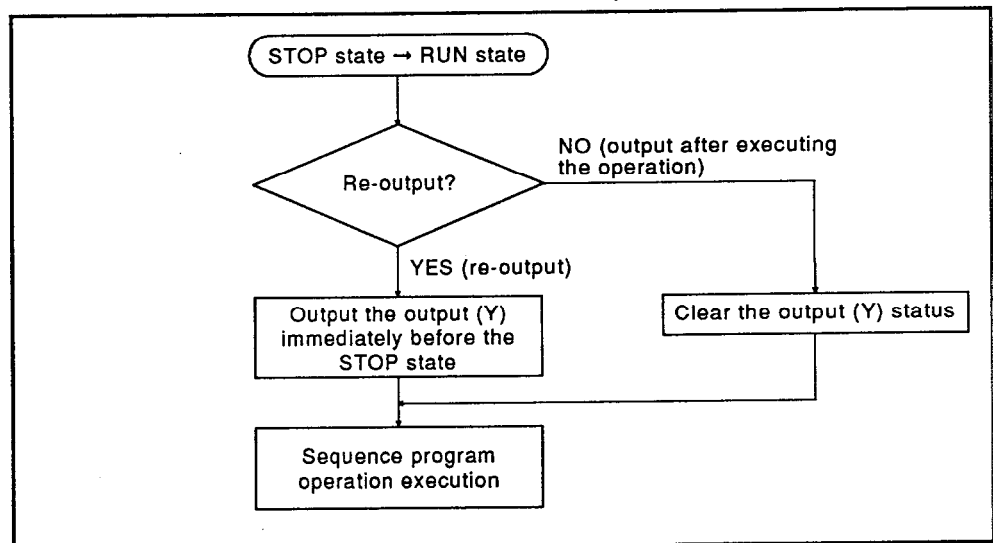 STOP state → RUN state
Re-output?
NO (output after executing
the operation)
YES (re-output)
Output the output (Y)
immediately before the
STOP state
Clear the output (Y) status
Sequence program
operation execution